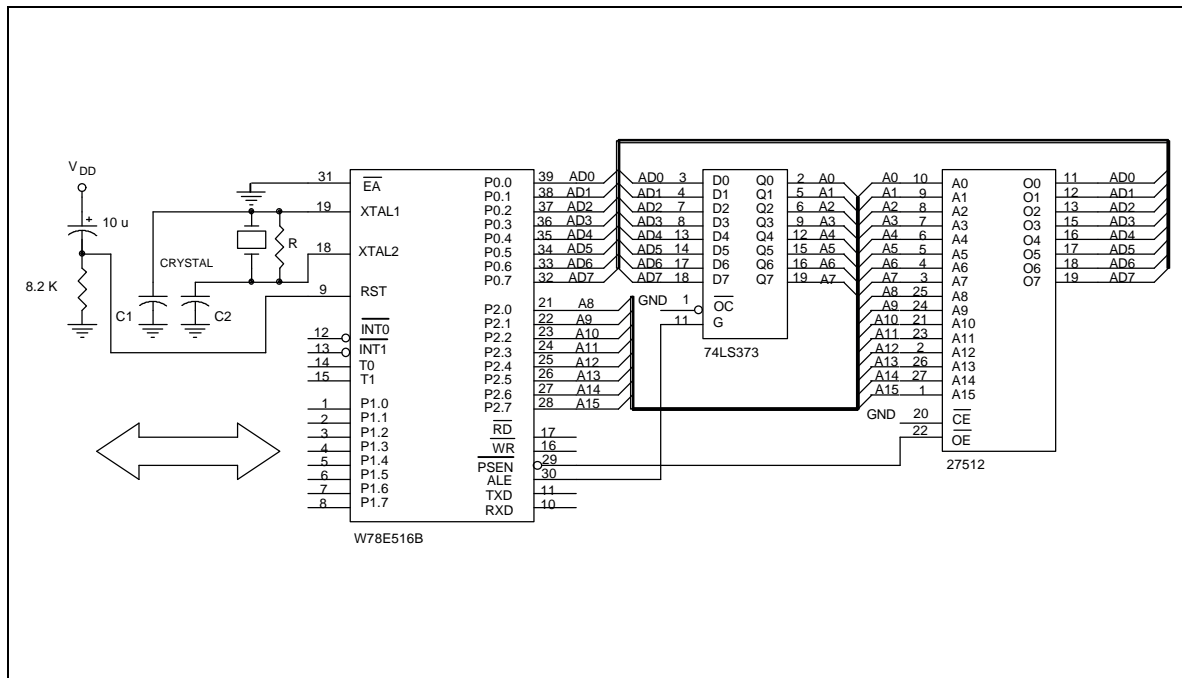 V DD
10 u
8.2 K
C1
CRYSTAL
C2
R
31 EA
19 XTAL1
18 XTAL2
9 RST
12 INT0
13 INT1
14 T0
15 T1
1 P1.0
2 P1.1
3 P1.2
4 P1.3
5 P1.4
6 P1.5
7 P1.6
8 P1.7
P0.0 39 AD0
P0.1 38 AD1
P0.2 37 AD2
P0.3 36 AD3
P0.4 35 AD4
P0.5 34 AD5
P0.6 33 AD6
P0.7 32 AD7
P2.0 21 A8
P2.1 22 A9
P2.2 23 A10
P2.3 24 A11
P2.4 25 A12
P2.5 26 A13
P2.6 27 A14
P2.7 28 A15
RD 17
WR 16
PSEN 29
ALE 30
TXD 11
RXD 10
W78E516B
AD0 3 D0 Q0 2 A0
AD1 4 D1 Q1 5 A1
AD2 7 D2 Q2 6 A2
AD3 8 D3 Q3 9 A3
AD4 13 D4 Q4 12 A4
AD5 14 D5 Q5 15 A5
AD6 17 D6 Q6 16 A6
AD7 18 D7 Q7 19 A7
GND 1 OC
11 G
74LS373
A0 10 A0 O0 11 AD0
A1 9 A1 O1 12 AD1
A2 8 A2 O2 13 AD2
A3 7 A3 O3 15 AD3
A4 6 A4 O4 16 AD4
A5 5 A5 O5 17 AD5
A6 4 A6 O6 18 AD6
A7 3 A7 O7 19 AD7
A8 25 A8
A9 24 A9
A10 21 A10
A11 23 A11
A12 2 A12
A13 26 A13
A14 27 A14
A15 1 A15
GND 20 CE
22 OE
27512